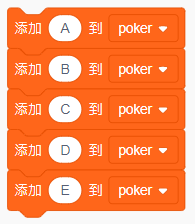 添加 A 到 poker
添加 B 到 poker
添加 C 到 poker
添加 D 到 poker
添加 E 到 poker